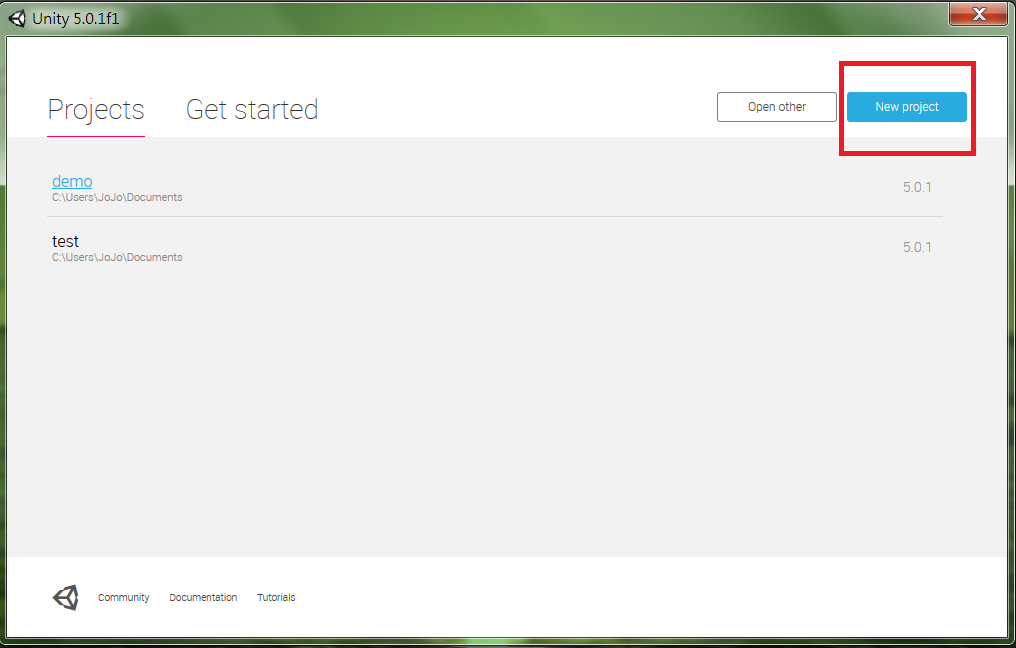 Unity 5.0.1f1
Projects Get started Open other New project
demo 5.0.1
C:\Users\JoJo\Documents
test 5.0.1
C:\Users\JoJo\Documents
Community Documentation Tutorials